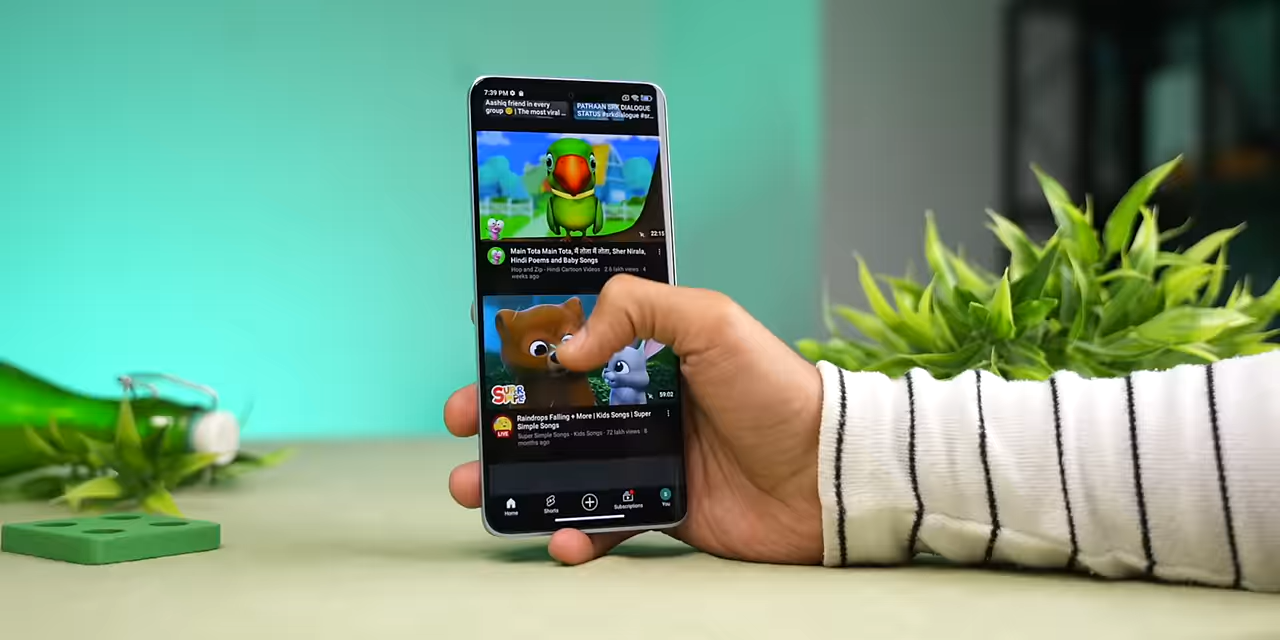 7:39 PM
Aashiq friend in every
group 😔 | The most viral ...
PATHAAN SRK DIALOGUE
STATUS #srkdialogue #sr...
22:15
Main Tota Main Tota, मैं तोता मैं तोता, Sher Nirala,
Hindi Poems and Baby Songs
Hop and Zip - Hindi Cartoon Videos · 2.6 lakh views · 4
weeks ago
SUPER
SIMPLE
59:02
LIVE
Raindrops Falling + More | Kids Songs | Super
Simple Songs
Super Simple Songs - Kids Songs · 72 lakh views · 6
months ago
Home
Shorts
Subscriptions
S
You